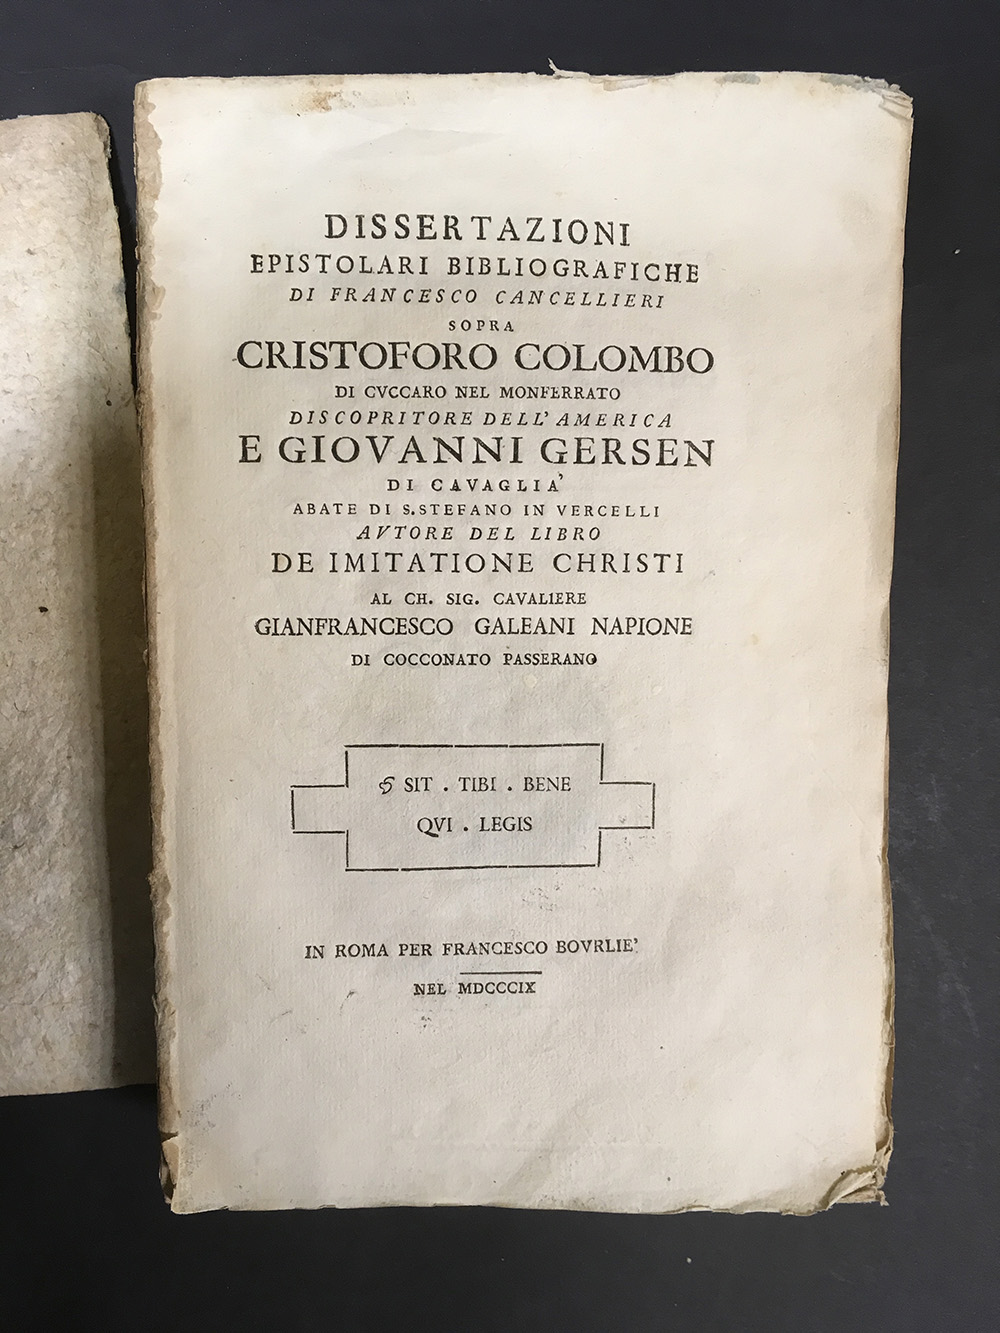 DISSERTAZIONI
EPISTOLARI BIBLIOGRAFICHE
DI FRANCESCO CANCELLIERI
SOPRA
CRISTOFORO COLOMBO
DI CVCCARO NEL MONFERRATO
DISCOPRITORE DELL' AMERICA
E GIOVANNI GERSEN
DI CAVAGLIA'
ABATE DI S. STEFANO IN VERCELLI
AVTORE DEL LIBRO
DE IMITATIONE CHRISTI
AL CH. SIG. CAVALIERE
GIANFRANCESCO GALEANI NAPIONE
DI COCCONATO PASSERANO
SIT . TIBI . BENE
QVI . LEGIS
IN ROMA PER FRANCESCO BOVRLIE'
NEL MDCCCIX